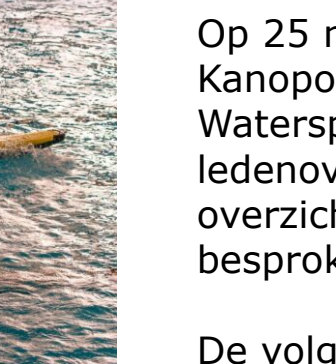 Op 25
Kanopo
Watersp
ledenov
overzich
besprok
De volg